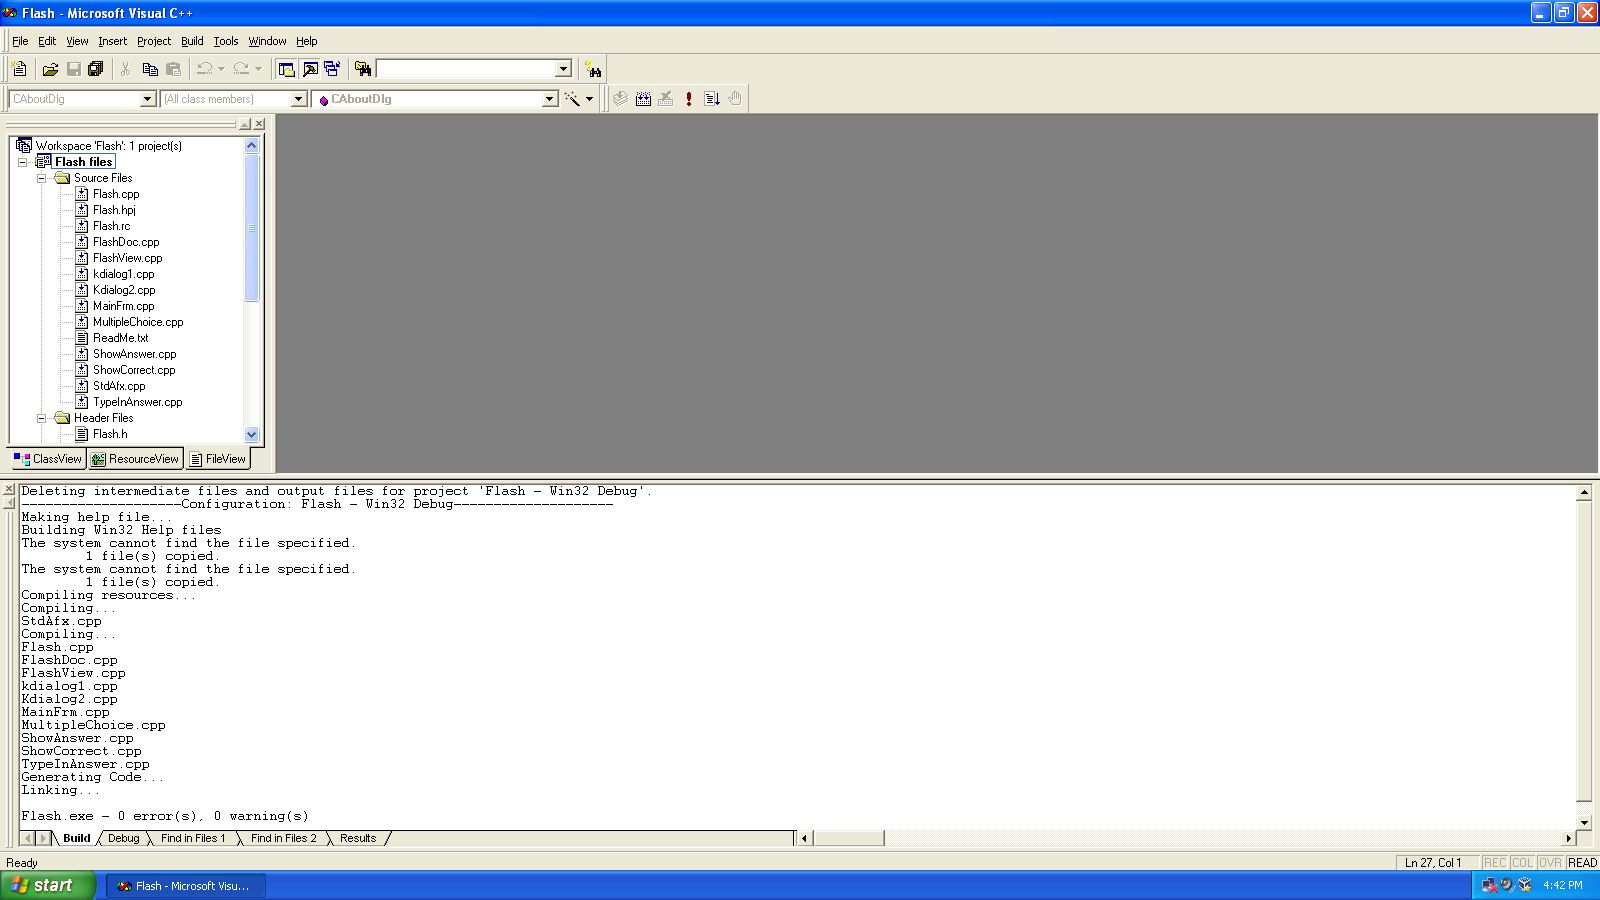 Flash - Microsoft Visual C++
File Edit View Insert Project Build Tools Window Help
CAboutDlg (All class members) CAboutDlg
Workspace 'Flash': 1 project(s)
Flash files
Source Files
Flash.cpp
Flash.hpj
Flash.rc
FlashDoc.cpp
FlashView.cpp
kdialog1.cpp
Kdialog2.cpp
MainFrm.cpp
MultipleChoice.cpp
ReadMe.txt
ShowAnswer.cpp
ShowCorrect.cpp
StdAfx.cpp
TypeInAnswer.cpp
Header Files
Flash.h
ClassView ResourceView FileView
Deleting intermediate files and output files for project 'Flash - Win32 Debug'.
--------------------Configuration: Flash - Win32 Debug--------------------
Making help file...
Building Win32 Help files
The system cannot find the file specified.
1 file(s) copied.
The system cannot find the file specified.
1 file(s) copied.
Compiling resources...
Compiling...
StdAfx.cpp
Compiling...
Flash.cpp
FlashDoc.cpp
FlashView.cpp
kdialog1.cpp
Kdialog2.cpp
MainFrm.cpp
MultipleChoice.cpp
ShowAnswer.cpp
ShowCorrect.cpp
TypeInAnswer.cpp
Generating Code...
Linking...
Flash.exe - 0 error(s), 0 warning(s)
Build Debug Find in Files 1 Find in Files 2 Results
Ready Ln 27, Col 1 REC COL OVR READ
start Flash - Microsoft Visu... 4:42 PM